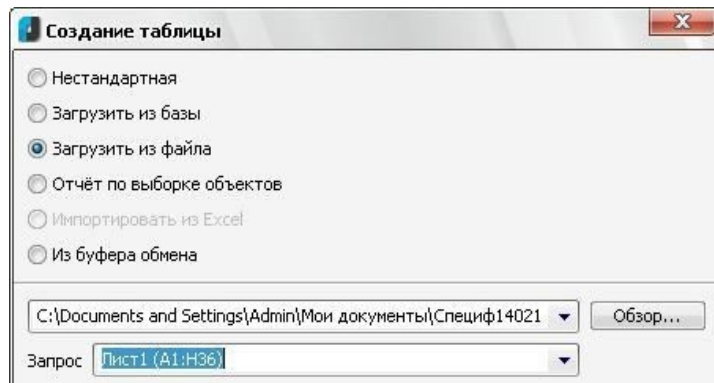 Создание таблицы
Нестандартная
Загрузить из базы
Загрузить из файла
Отчёт по выборке объектов
Импортировать из Excel
Из буфера обмена
C:\Documents and Settings\Admin\Мои документы\Специф14021 Обзор...
Запрос Лист1 (A1:H36)